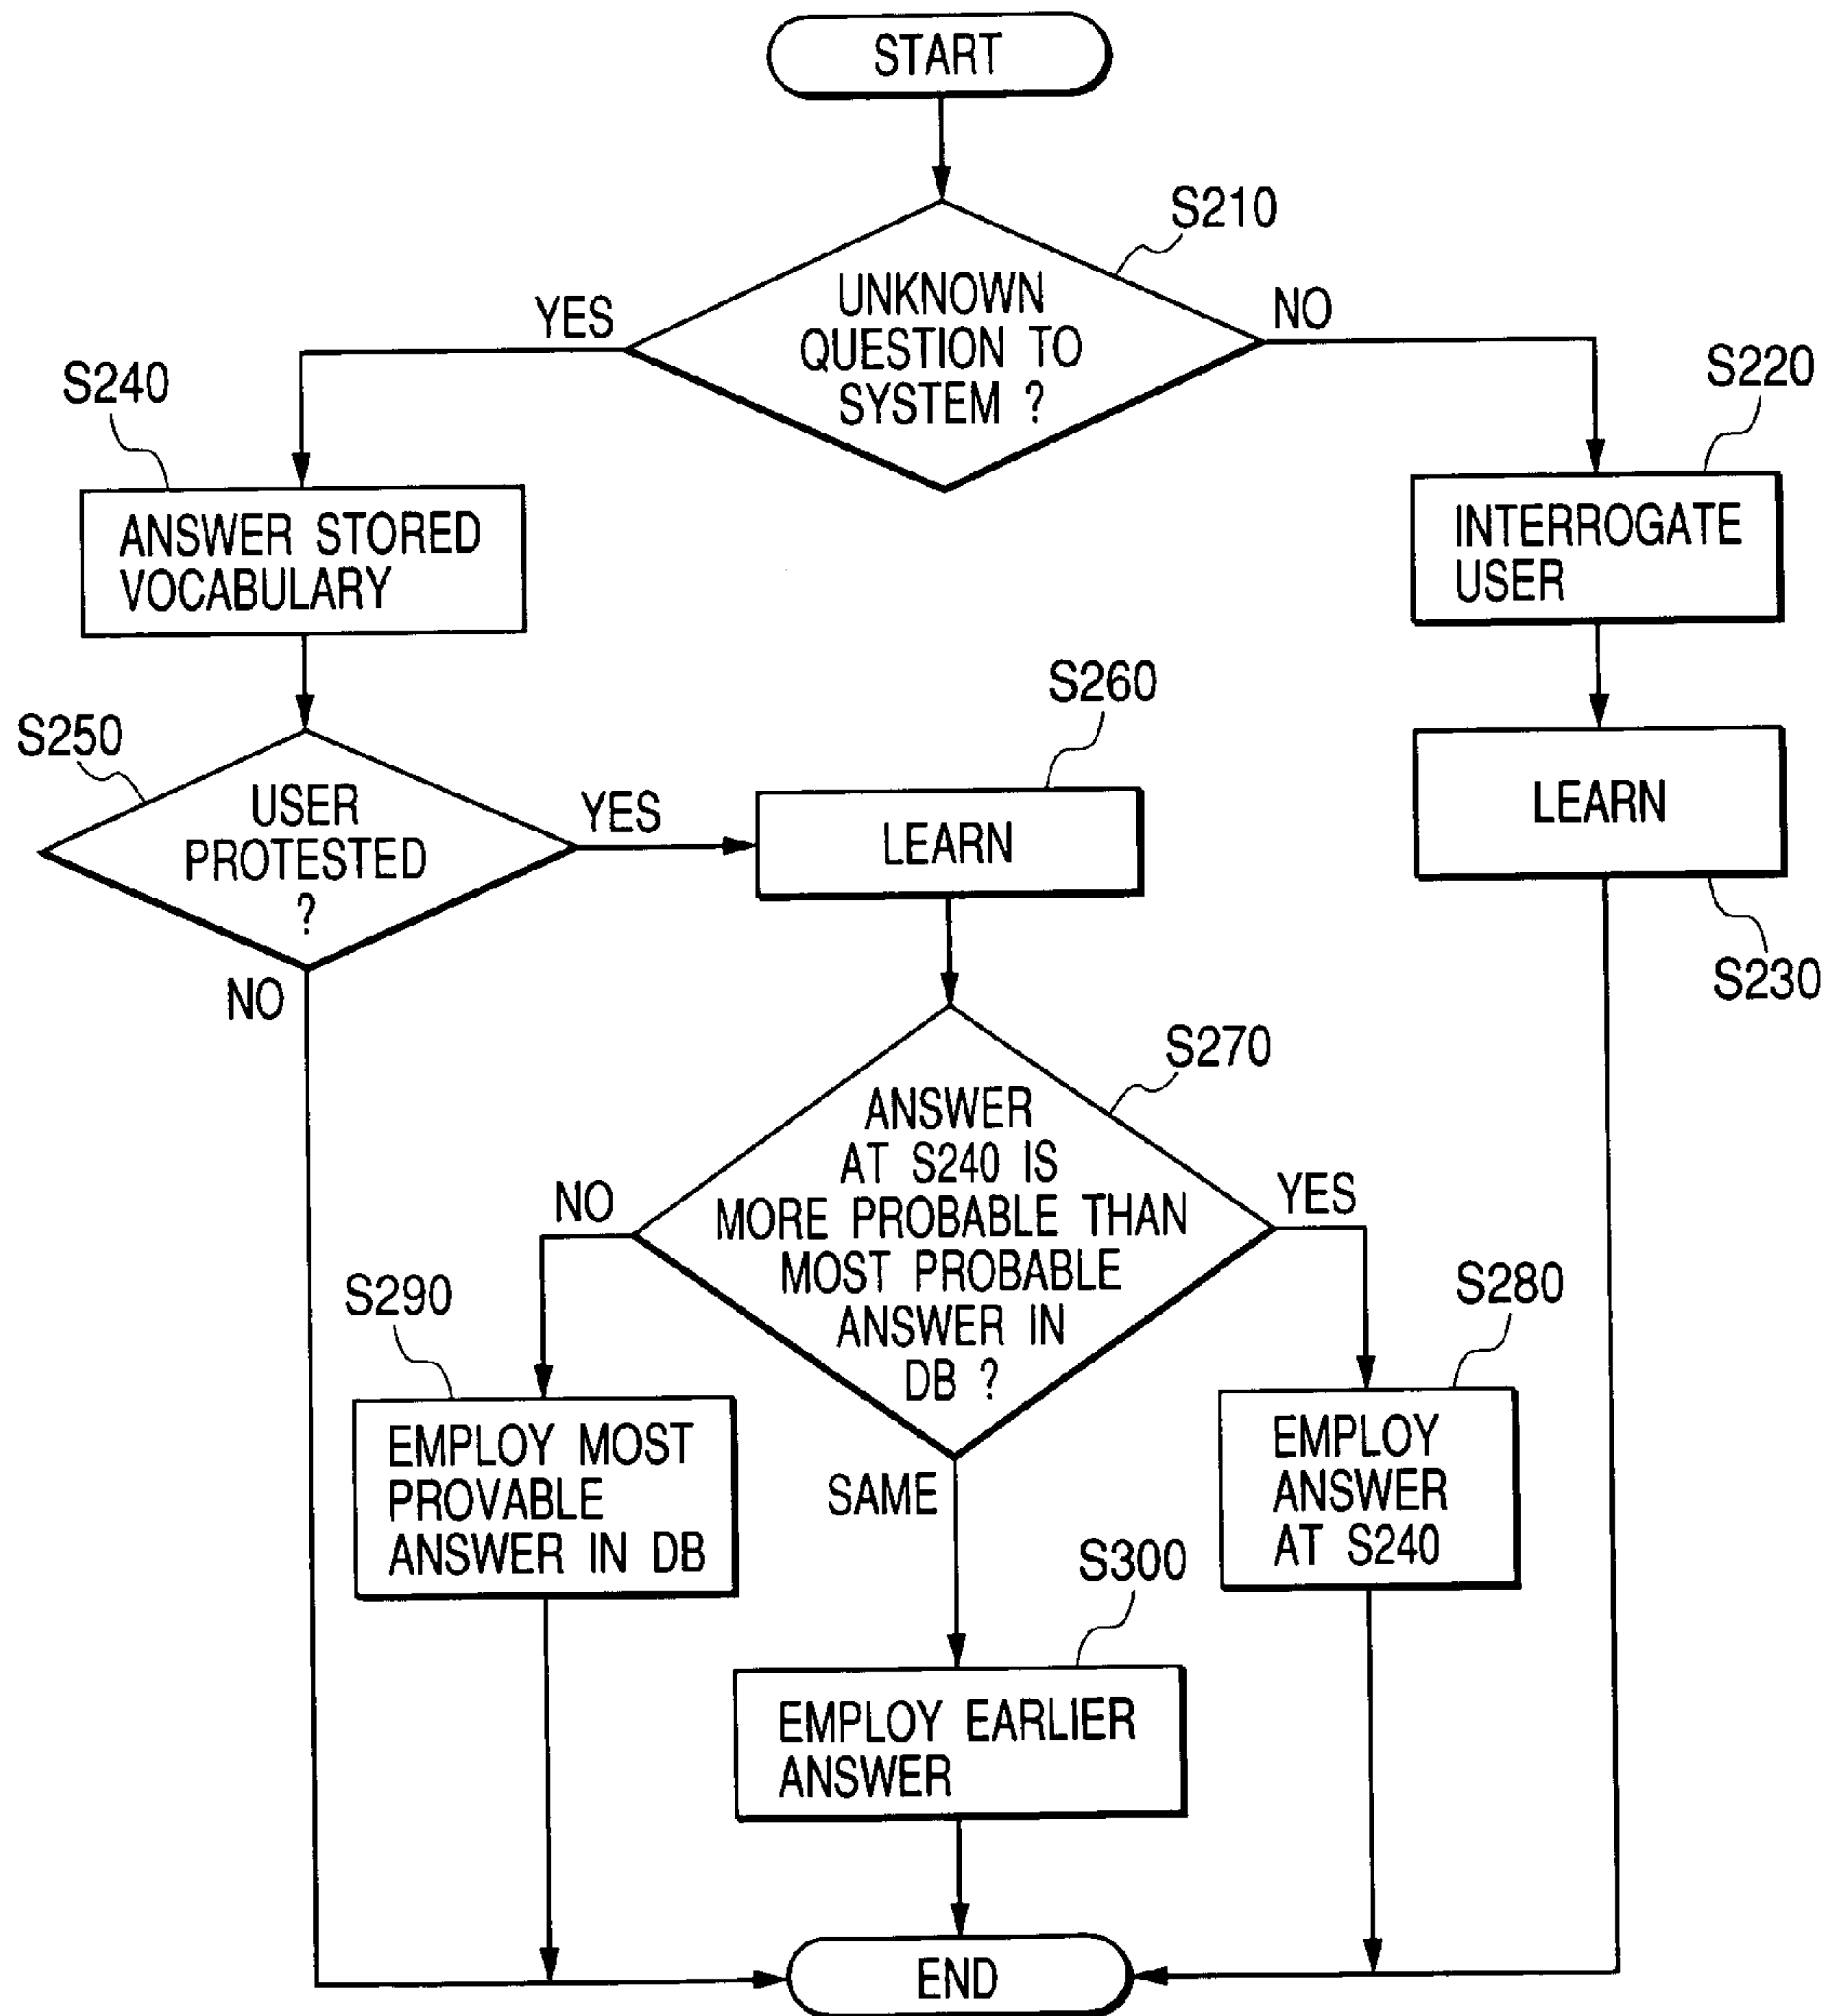 START
S210
UNKNOWN
QUESTION TO
SYSTEM ?
YES
NO
S240
S220
ANSWER STORED
VOCABULARY
INTERROGATE
USER
S250
USER
PROTESTED
?
YES
NO
S260
LEARN
LEARN
S230
S270
ANSWER
AT S240 IS
MORE PROBABLE THAN
MOST PROBABLE
ANSWER IN
DB ?
NO
YES
SAME
S290
EMPLOY MOST
PROVABLE
ANSWER IN DB
S280
EMPLOY
ANSWER
AT S240
S300
EMPLOY EARLIER
ANSWER
END